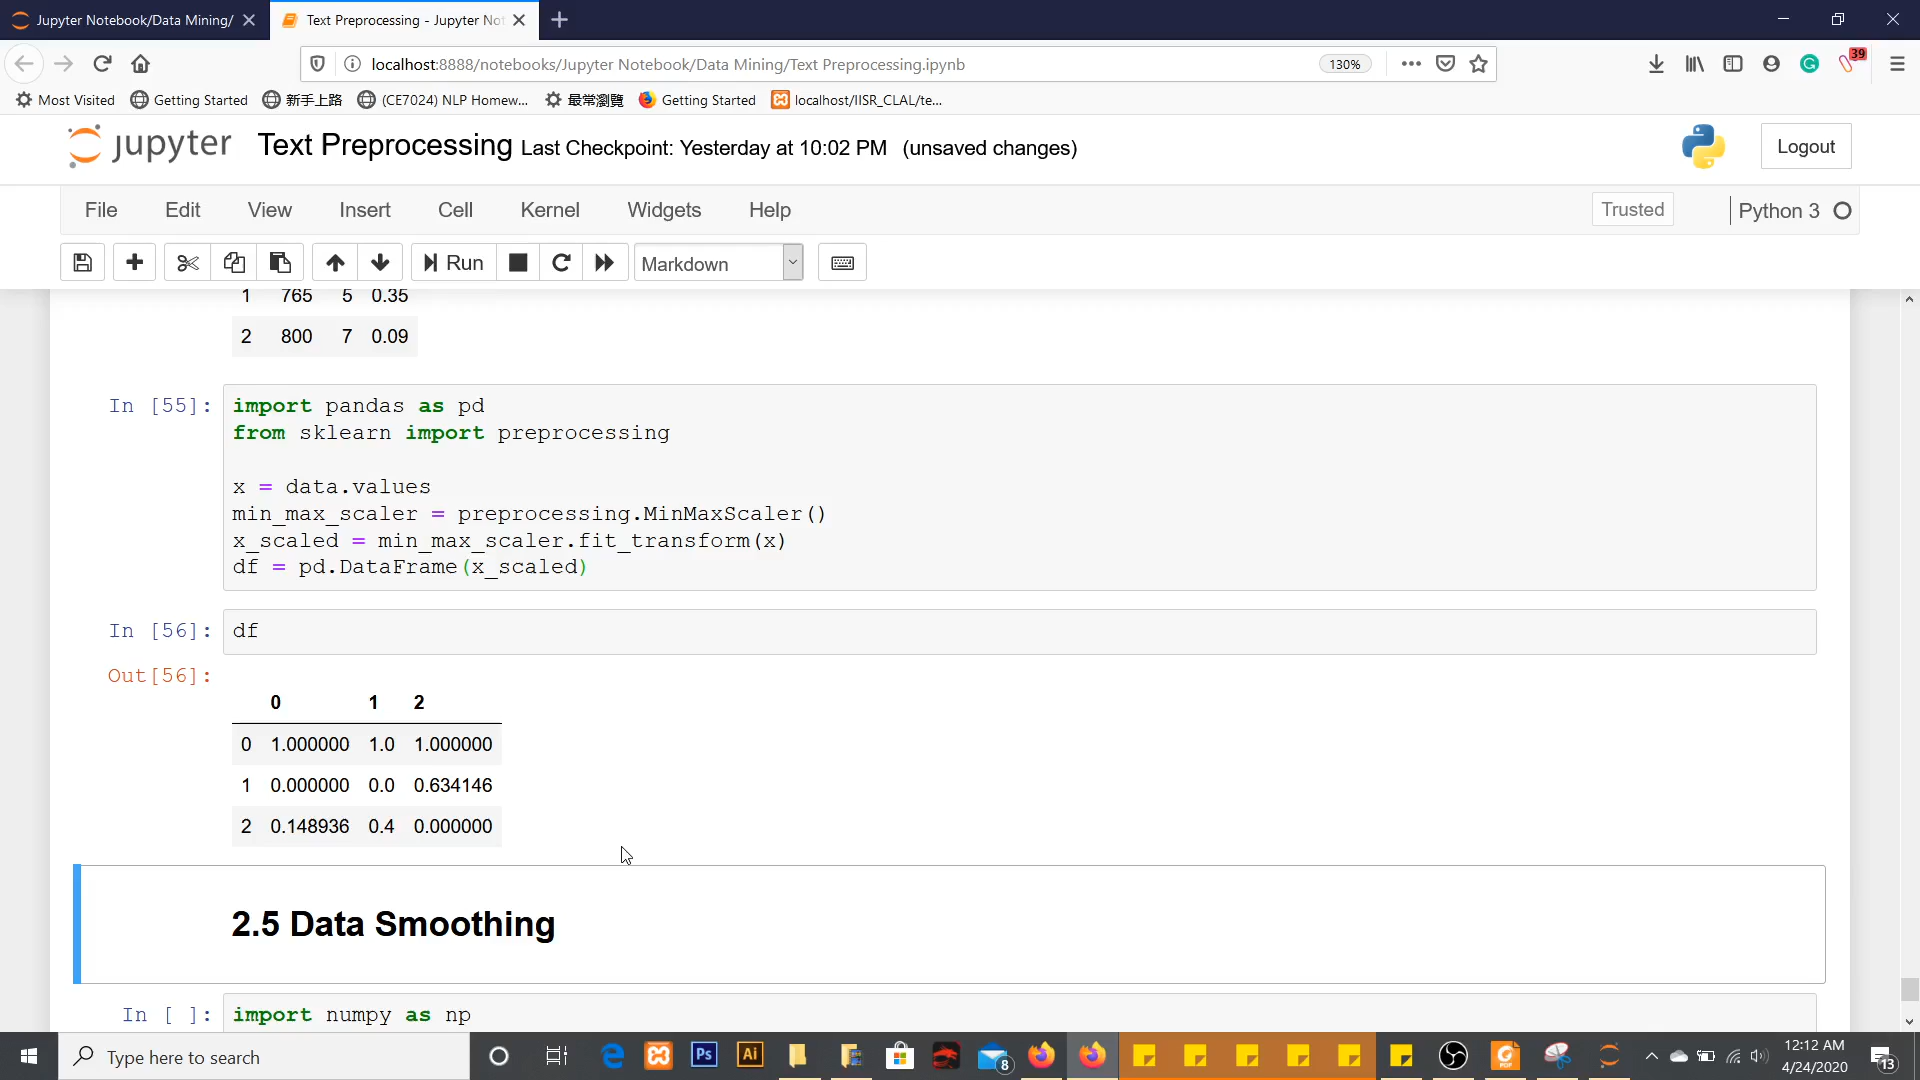 Jupyter Notebook/Data Mining/
Text Preprocessing - Jupyter Not
localhost:8888/notebooks/Jupyter Notebook/Data Mining/Text Preprocessing.ipynb
130%
39
Most Visited
Getting Started
新手上路
(CE7024) NLP Homew...
最常瀏覽
Getting Started
localhost/IISR_CLAL/te...
jupyter
Text Preprocessing Last Checkpoint: Yesterday at 10:02 PM (unsaved changes)
Logout
File Edit View Insert Cell Kernel Widgets Help
Trusted
Python 3
Run
Markdown
1 765 5 0.35
2 800 7 0.09
In [55]:
import pandas as pd
from sklearn import preprocessing
x = data.values
min_max_scaler = preprocessing.MinMaxScaler()
x_scaled = min_max_scaler.fit_transform(x)
df = pd.DataFrame(x_scaled)
In [56]: df
Out[56]:
0 1 2
0 1.000000 1.0 1.000000
1 0.000000 0.0 0.634146
2 0.148936 0.4 0.000000
2.5 Data Smoothing
In [ ]: import numpy as np
Type here to search
Ps
Ai
8
12:12 AM
4/24/2020
13